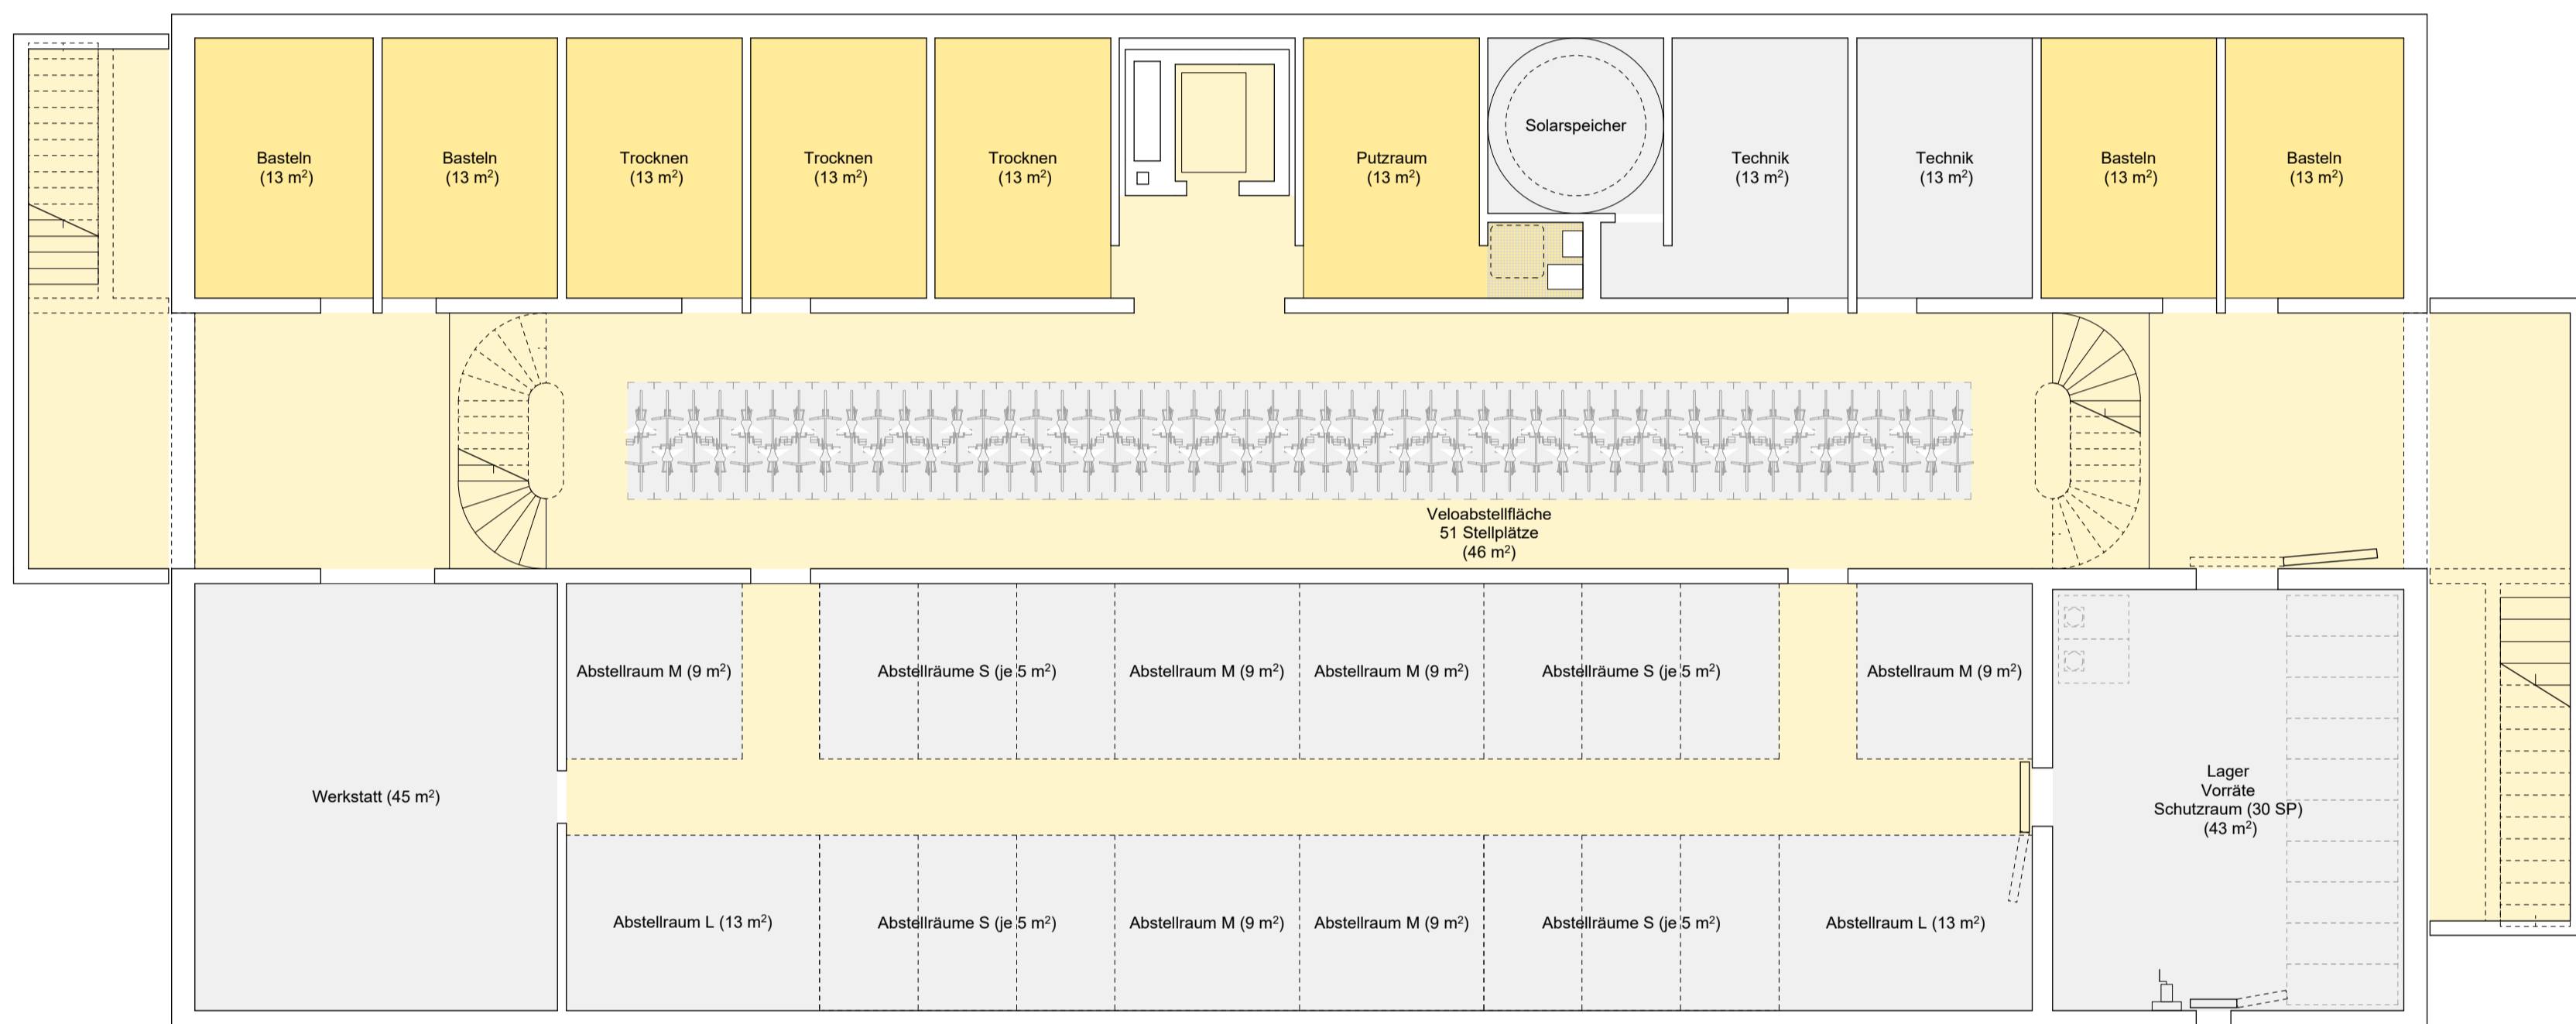 Basteln
(13 m²)
Basteln
(13 m²)
Trocknen
(13 m²)
Trocknen
(13 m²)
Trocknen
(13 m²)
Putzraum
(13 m²)
Solarspeicher
Technik
(13 m²)
Technik
(13 m²)
Basteln
(13 m²)
Basteln
(13 m²)
Veloabstellfläche
51 Stellplätze
(46 m²)
Abstellraum M (9 m²)
Abstellräume S (je 5 m²)
Abstellraum M (9 m²)
Abstellraum M (9 m²)
Abstellräume S (je 5 m²)
Abstellraum M (9 m²)
Werkstatt (45 m²)
Lager
Vorräte
Schutzraum (30 SP)
(43 m²)
Abstellraum L (13 m²)
Abstellräume S (je 5 m²)
Abstellraum M (9 m²)
Abstellraum M (9 m²)
Abstellräume S (je 5 m²)
Abstellraum L (13 m²)